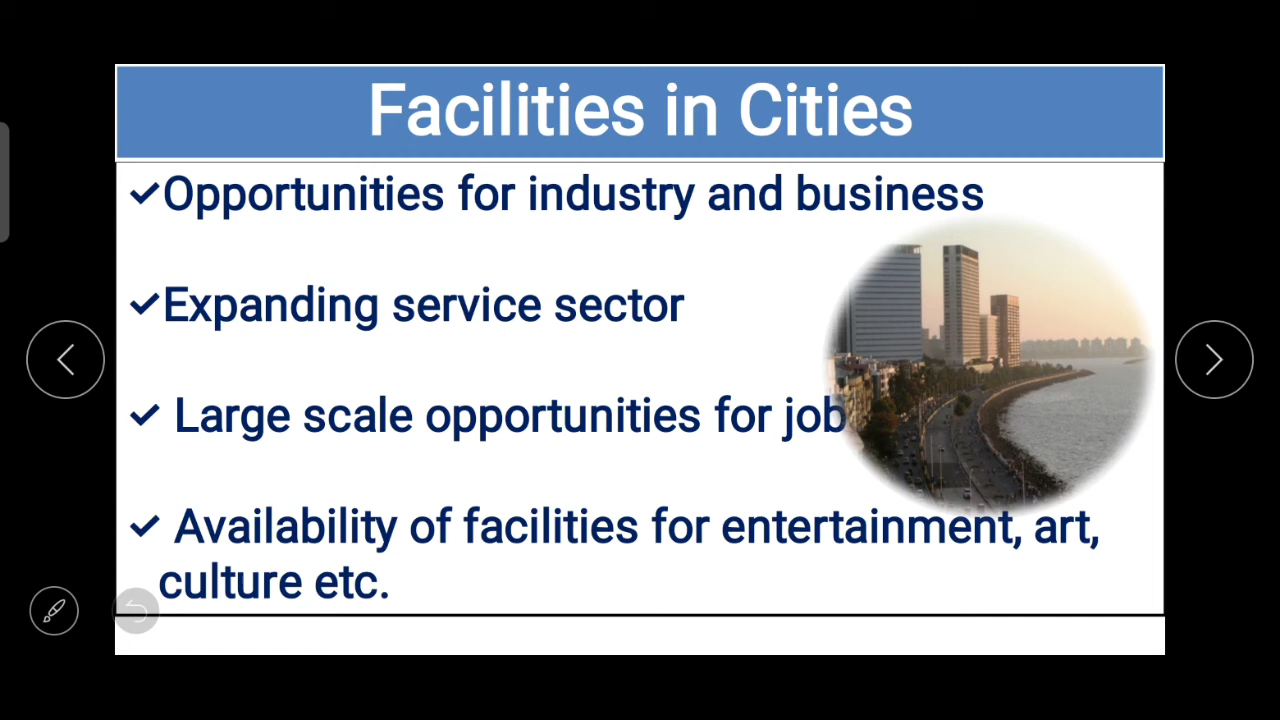 Facilities in Cities
✓Opportunities for industry and business
✓Expanding service sector
✓ Large scale opportunities for job
✓ Availability of facilities for entertainment, art,
culture etc.